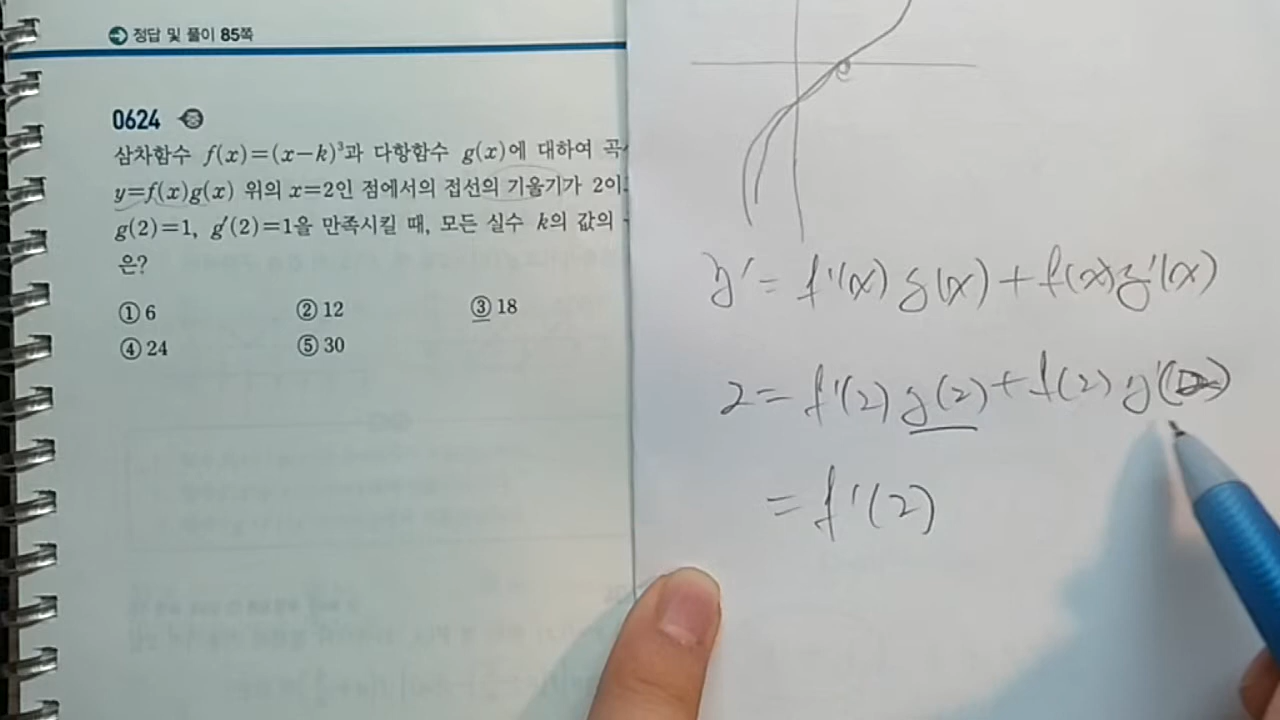 정답 및 풀이 85쪽
0624 중
삼차함수 f(x)=(x-k)³과 다항함수 g(x)에 대하여 곡
y=f(x)g(x) 위의 x=2인 점에서의 접선의 기울기가 2이
g(2)=1, g′(2)=1을 만족시킬 때, 모든 실수 k의 값의
은?
① 6 ② 12 ③ 18
④ 24 ⑤ 30
y′ = f′(x) g(x) + f(x) g′(x)
2 = f′(2) g(2) + f(2) g′(2)
= f′(2)